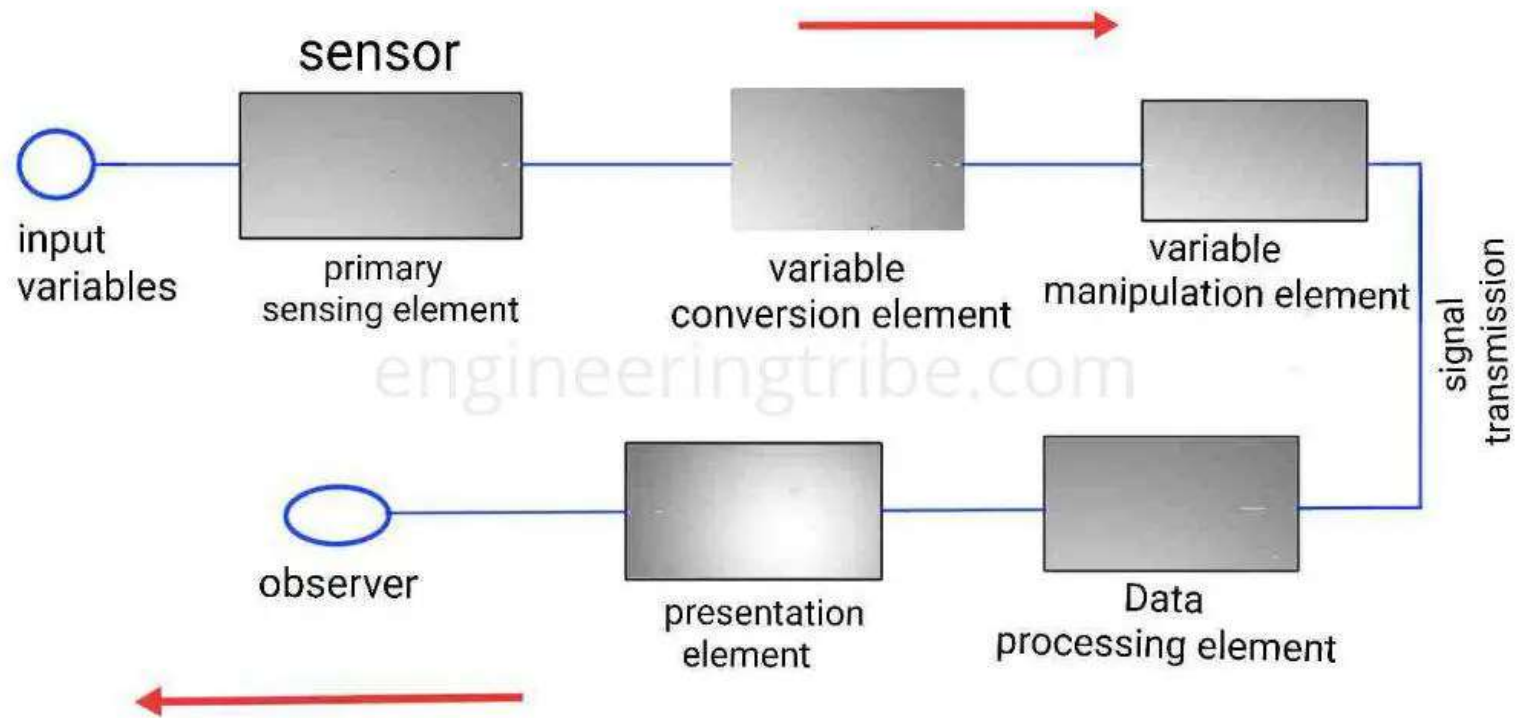 sensor
input
variables
primary
sensing element
variable
conversion element
variable
manipulation element
signal
transmission
engineeringtribe.com
observer
presentation
element
Data
processing element